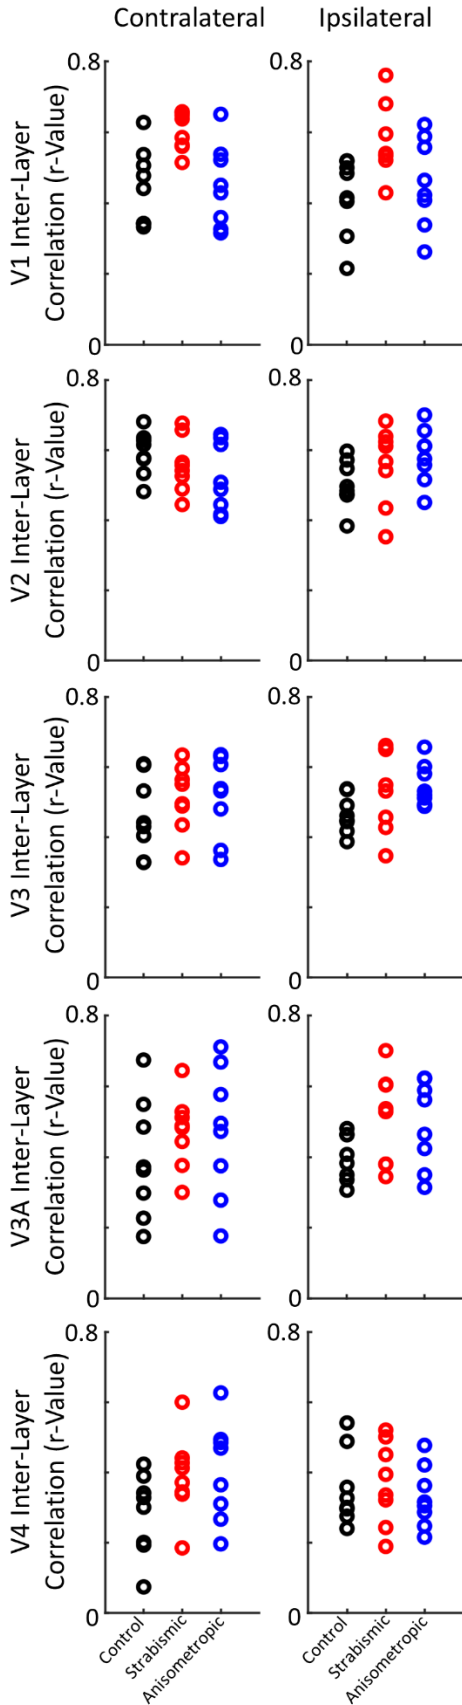 Contralateral Ipsilateral
V1 Inter-Layer
Correlation (r-Value)
0.8 0.8
0 0
V2 Inter-Layer
Correlation (r-Value)
0.8 0.8
0 0
V3 Inter-Layer
Correlation (r-Value)
0.8 0.8
0 0
V3A Inter-Layer
Correlation (r-Value)
0.8 0.8
0 0
V4 Inter-Layer
Correlation (r-Value)
0.8 0.8
0 0
Control Strabismic Anisometropic Control Strabismic Anisometropic